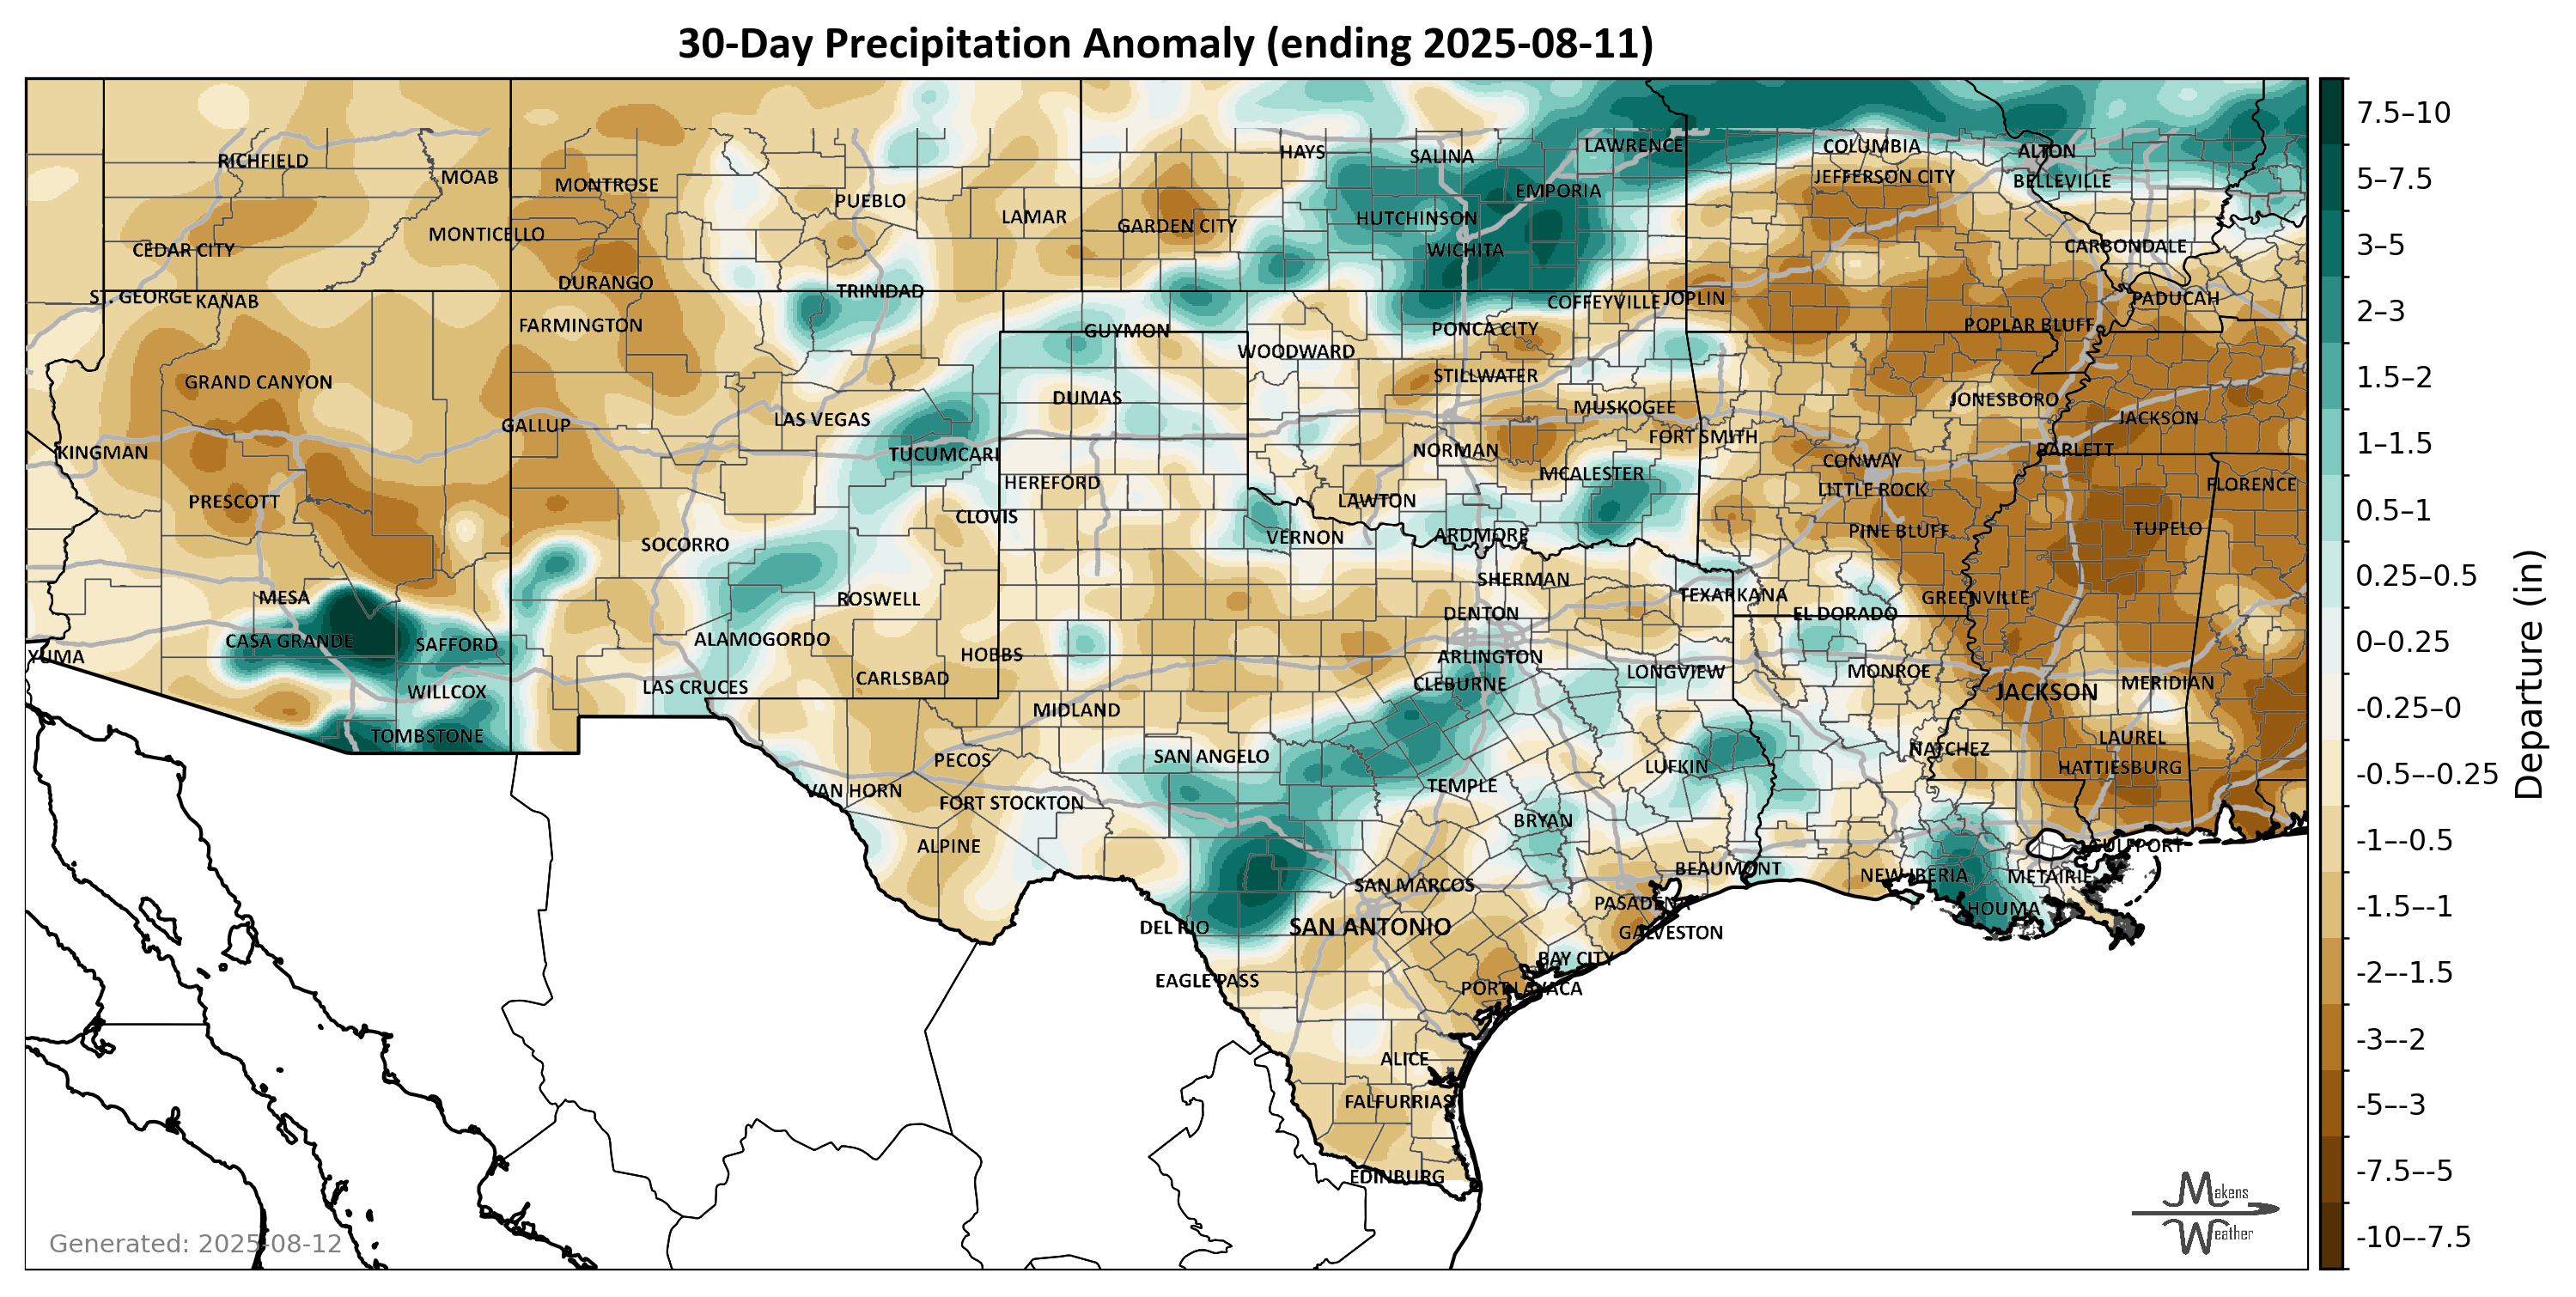 30-Day Precipitation Anomaly (ending 2025-08-11)
RICHFIELD
MOAB
MONTROSE
PUEBLO
LAMAR
GARDEN CITY
HAYS
SALINA
LAWRENCE
EMPORIA
HUTCHINSON
WICHITA
COLUMBIA
JEFFERSON CITY
ALTON
BELLEVILLE
CEDAR CITY
MONTICELLO
DURANGO
TRINIDAD
CARBONDALE
ST. GEORGE
KANAB
FARMINGTON
GUYMON
WOODWARD
PONCA CITY
COFFEYVILLE
JOPLIN
POPLAR BLUFF
PADUCAH
GRAND CANYON
GALLUP
LAS VEGAS
DUMAS
STILLWATER
MUSKOGEE
JONESBORO
JACKSON
KINGMAN
PRESCOTT
TUCUMCARI
HEREFORD
NORMAN
FORT SMITH
MCALESTER
CONWAY
LITTLE ROCK
BARLETT
FLORENCE
SOCORRO
CLOVIS
VERNON
LAWTON
ARDMORE
PINE BLUFF
TUPELO
MESA
CASA GRANDE
SAFFORD
ROSWELL
ALAMOGORDO
SHERMAN
DENTON
TEXARKANA
EL DORADO
GREENVILLE
YUMA
WILLCOX
TOMBSTONE
LAS CRUCES
CARLSBAD
HOBBS
MIDLAND
ARLINGTON
CLEBURNE
LONGVIEW
MONROE
JACKSON
MERIDIAN
PECOS
SAN ANGELO
TEMPLE
LUFKIN
NATCHEZ
LAUREL
HATTIESBURG
VAN HORN
FORT STOCKTON
ALPINE
BRYAN
BEAUMONT
NEW IBERIA
METAIRIE
GULFPORT
HOUMA
DEL RIO
SAN MARCOS
SAN ANTONIO
PASADENA
GALVESTON
BAY CITY
EAGLE PASS
PORT LAVACA
ALICE
FALFURRIAS
EDINBURG
7.5–10
5–7.5
3–5
2–3
1.5–2
1–1.5
0.5–1
0.25–0.5
0–0.25
-0.25–0
-0.5–-0.25
-1–-0.5
-1.5–-1
-2–-1.5
-3–-2
-5–-3
-7.5–-5
-10–-7.5
Departure (in)
Generated: 2025-08-12
Makens
Weather